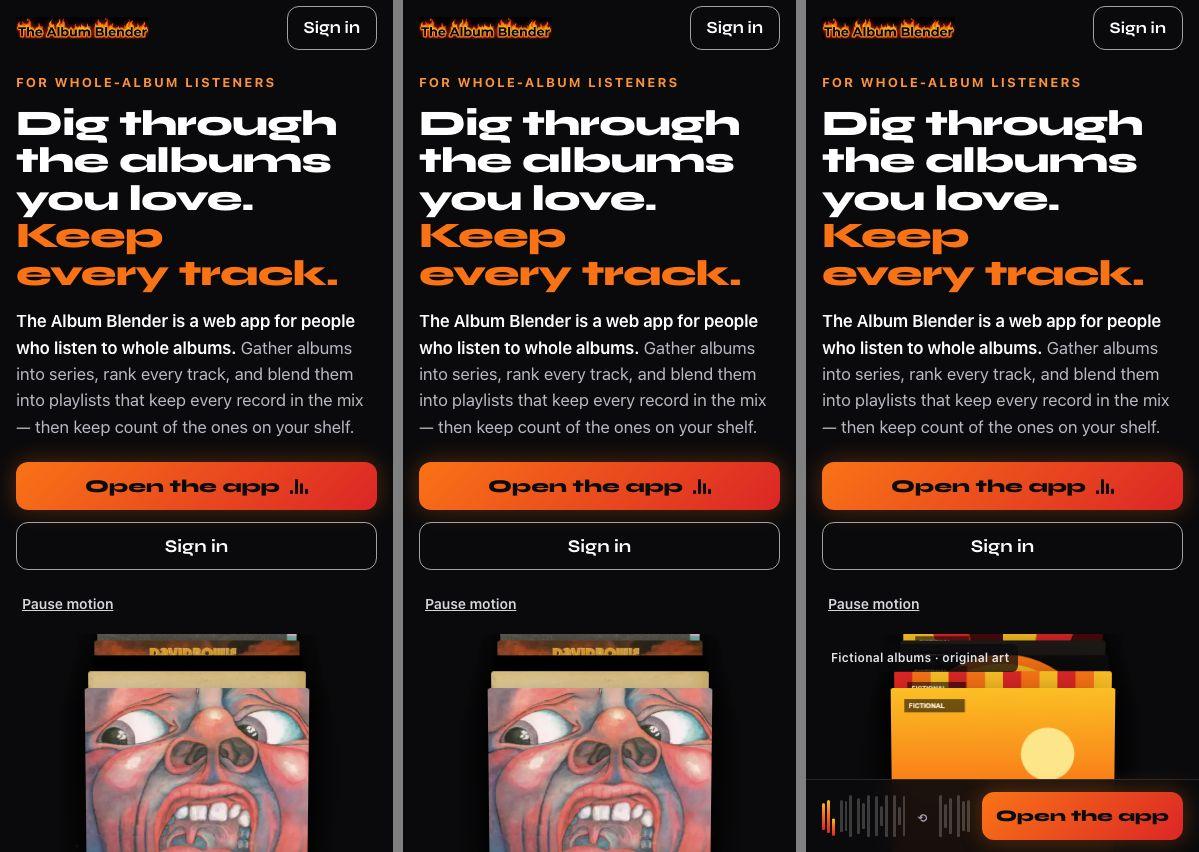 The Album Blender
Sign in
FOR WHOLE-ALBUM LISTENERS
Dig through
the albums
you love.
Keep
every track.
The Album Blender is a web app for people
who listen to whole albums. Gather albums
into series, rank every track, and blend them
into playlists that keep every record in the mix
— then keep count of the ones on your shelf.
Open the app
Sign in
Pause motion
DAVID BOWIE
The Album Blender
Sign in
FOR WHOLE-ALBUM LISTENERS
Dig through
the albums
you love.
Keep
every track.
The Album Blender is a web app for people
who listen to whole albums. Gather albums
into series, rank every track, and blend them
into playlists that keep every record in the mix
— then keep count of the ones on your shelf.
Open the app
Sign in
Pause motion
DAVID BOWIE
The Album Blender
Sign in
FOR WHOLE-ALBUM LISTENERS
Dig through
the albums
you love.
Keep
every track.
The Album Blender is a web app for people
who listen to whole albums. Gather albums
into series, rank every track, and blend them
into playlists that keep every record in the mix
— then keep count of the ones on your shelf.
Open the app
Sign in
Pause motion
Fictional albums · original art
FICTIONAL
FICTIONAL
Open the app